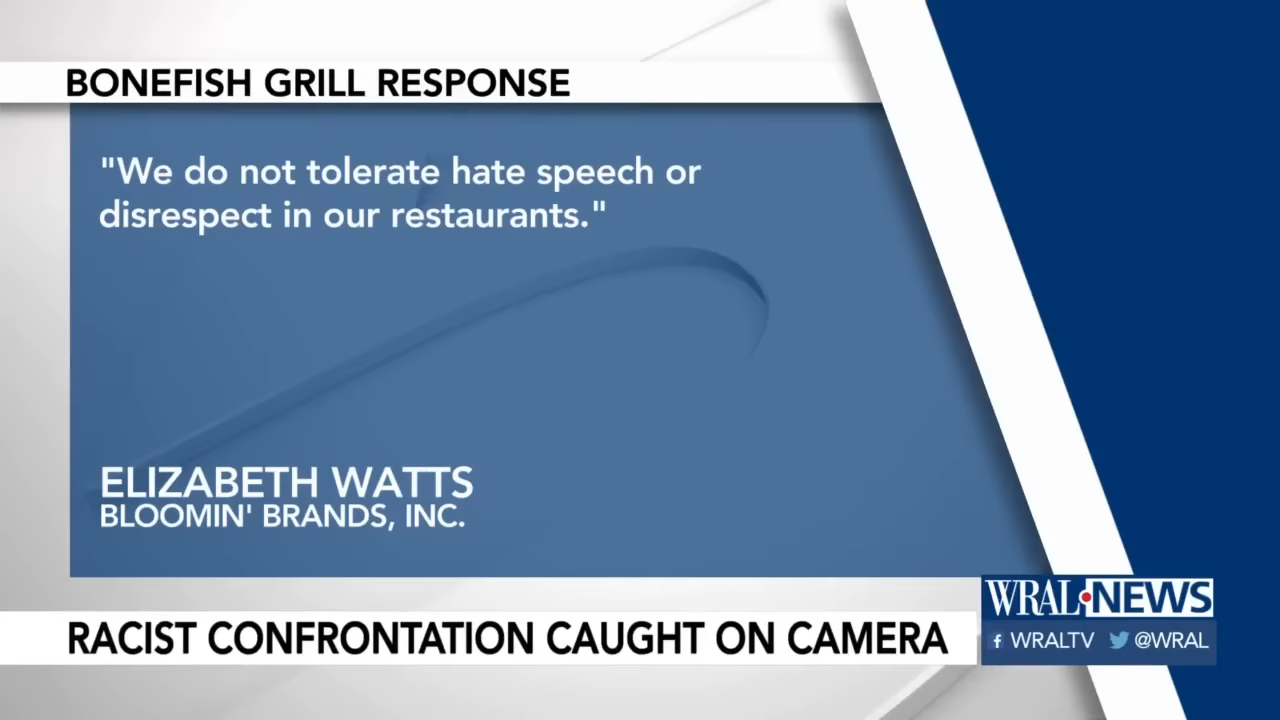 BONEFISH GRILL RESPONSE
"We do not tolerate hate speech or
disrespect in our restaurants."
ELIZABETH WATTS
BLOOMIN' BRANDS, INC.
WRAL NEWS
RACIST CONFRONTATION CAUGHT ON CAMERA
f WRALTV @WRAL